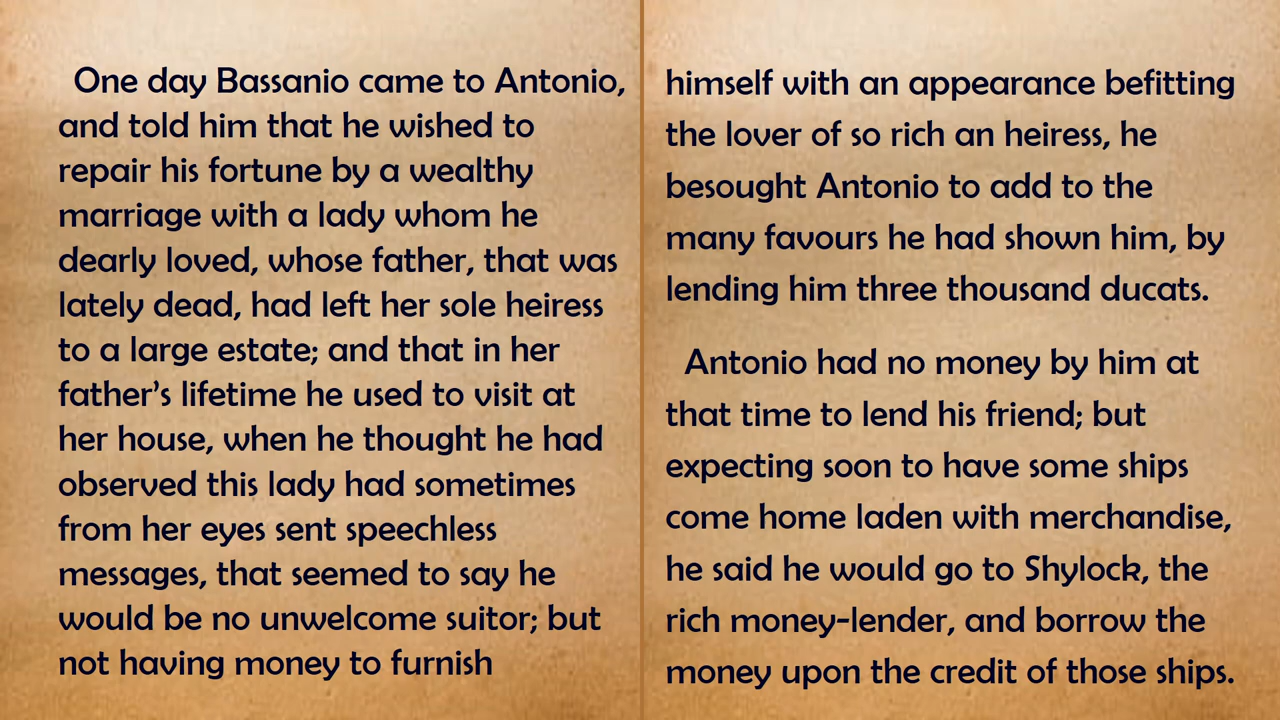 One day Bassanio came to Antonio,
and told him that he wished to
repair his fortune by a wealthy
marriage with a lady whom he
dearly loved, whose father, that was
lately dead, had left her sole heiress
to a large estate; and that in her
father’s lifetime he used to visit at
her house, when he thought he had
observed this lady had sometimes
from her eyes sent speechless
messages, that seemed to say he
would be no unwelcome suitor; but
not having money to furnish
himself with an appearance befitting
the lover of so rich an heiress, he
besought Antonio to add to the
many favours he had shown him, by
lending him three thousand ducats.
Antonio had no money by him at
that time to lend his friend; but
expecting soon to have some ships
come home laden with merchandise,
he said he would go to Shylock, the
rich money-lender, and borrow the
money upon the credit of those ships.